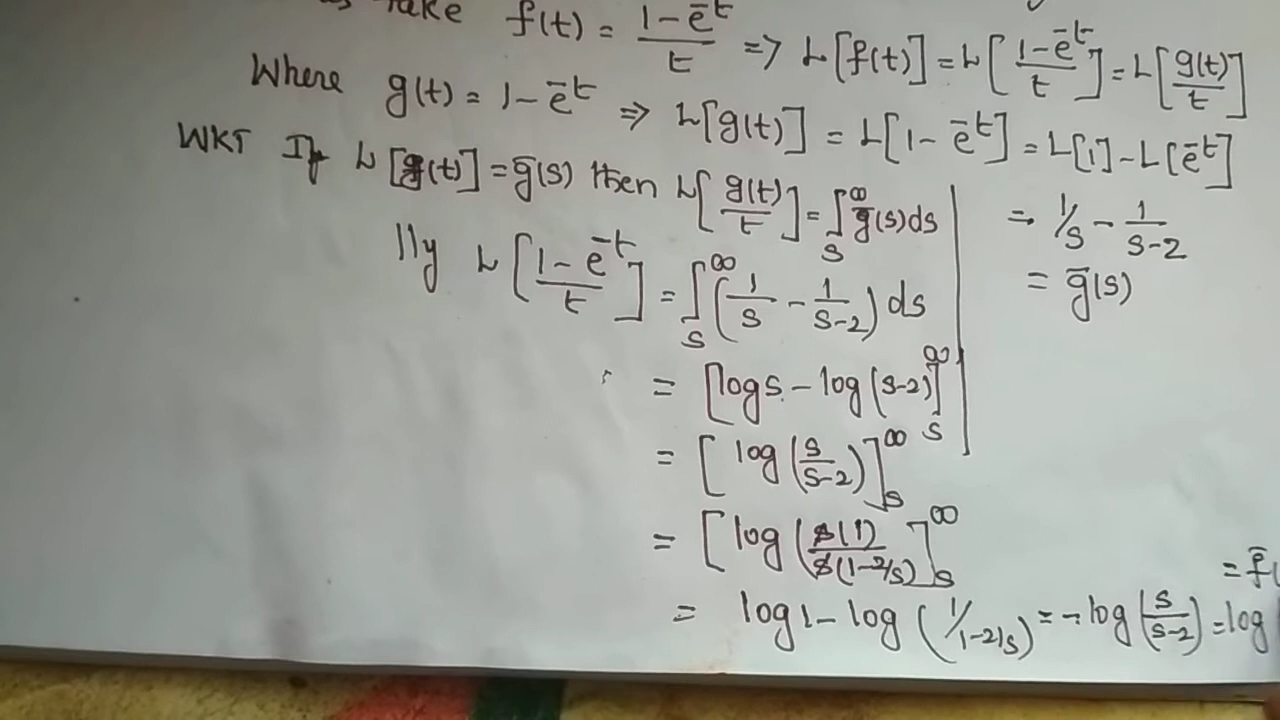 Take f(t) = 1-e^-t / t => L[f(t)] = L[1-e^-t / t] = L[g(t)/t]
Where g(t) = 1-e^-t => L[g(t)] = L[1-e^-t] = L[1]-L[e^-t]
WKT If L[g(t)] = g̅(s) then L[g(t)/t] = ∫_s^∞ g̅(s)ds
= 1/s - 1/s-2
= g̅(s)
lly L[1-e^-t / t] = ∫_s^∞ (1/s - 1/s-2) ds
= [log s - log(s-2)]_s^∞
= [log(s/s-2)]_s^∞
= [log(s(1)/s(1-2/s)]_s^∞
= log 1 - log(1/1-2/s) = -log(s/s-2) = log
= f̅(